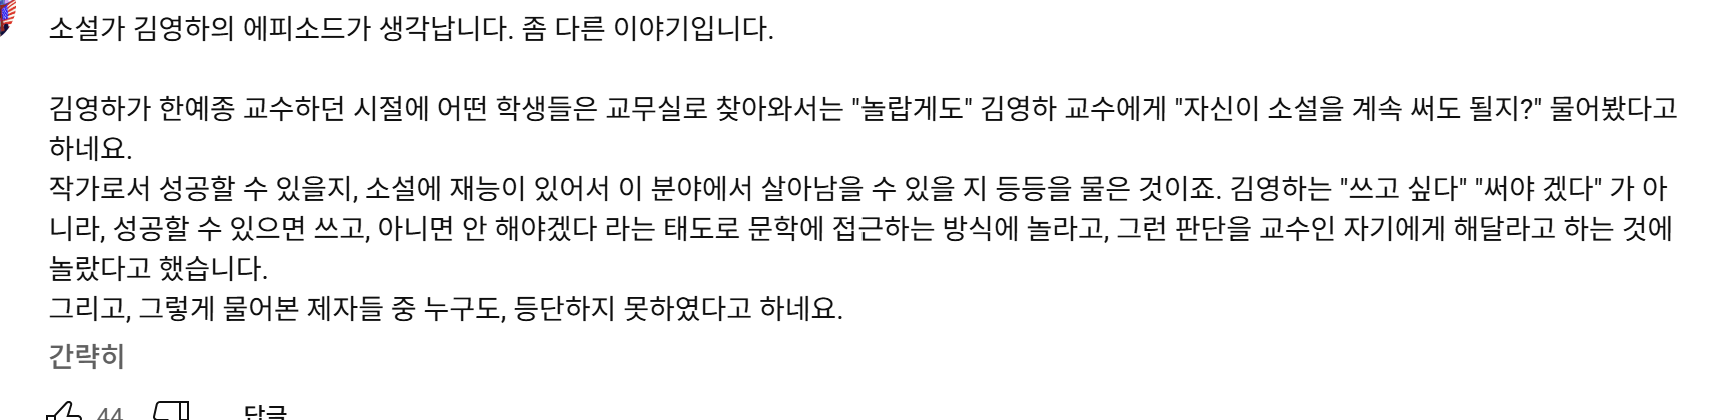 소설가 김영하의 에피소드가 생각납니다. 좀 다른 이야기입니다.
김영하가 한예종 교수하던 시절에 어떤 학생들은 교무실로 찾아와서는 "놀랍게도" 김영하 교수에게 "자신이 소설을 계속 써도 될지?" 물어봤다고
하네요.
작가로서 성공할 수 있을지, 소설에 재능이 있어서 이 분야에서 살아남을 수 있을 지 등등을 물은 것이죠. 김영하는 "쓰고 싶다" "써야 겠다" 가 아
니라, 성공할 수 있으면 쓰고, 아니면 안 해야겠다 라는 태도로 문학에 접근하는 방식에 놀라고, 그런 판단을 교수인 자기에게 해달라고 하는 것에
놀랐다고 했습니다.
그리고, 그렇게 물어본 제자들 중 누구도, 등단하지 못하였다고 하네요.
간략히
44 답글